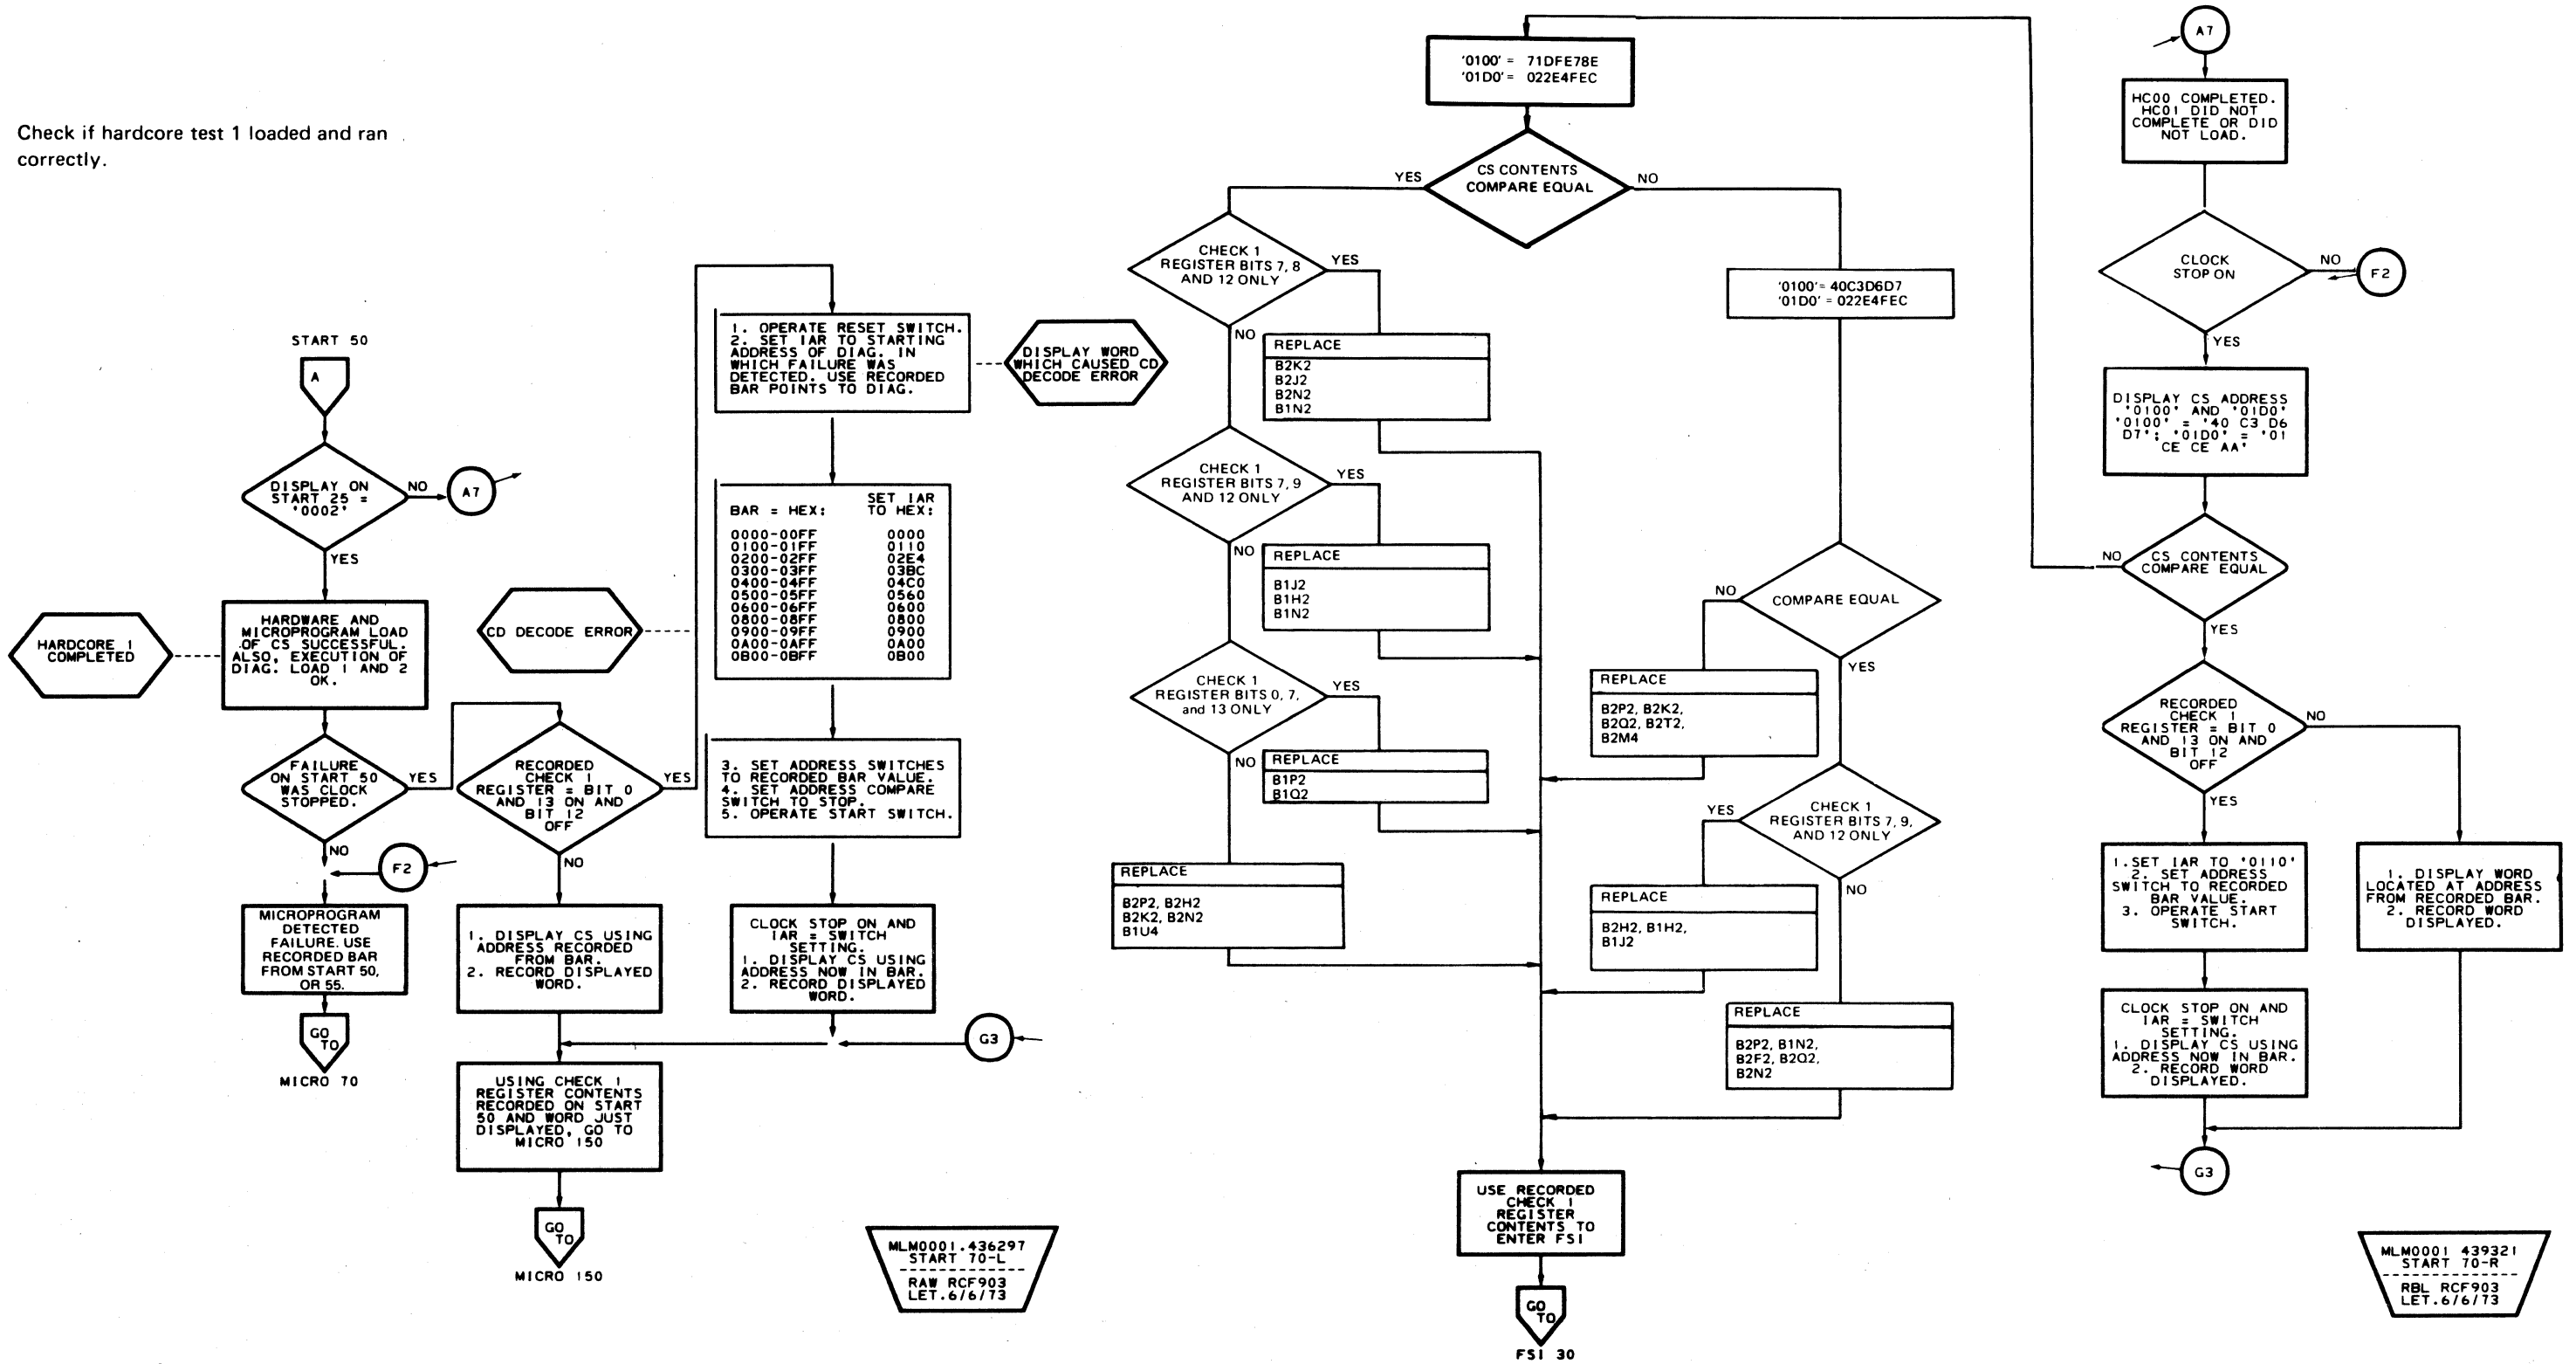 Check if hardcore test 1 loaded and ran
correctly.
START 50
A
DISPLAY ON
START 25 =
'0002'
NO
A7
YES
HARDCORE 1
COMPLETED
HARDWARE AND
MICROPROGRAM LOAD
OF CS SUCCESSFUL.
ALSO, EXECUTION OF
DIAG. LOAD 1 AND 2
OK.
FAILURE
ON START 50
WAS CLOCK
STOPPED.
YES
NO
F2
MICROPROGRAM
DETECTED
FAILURE. USE
RECORDED BAR
FROM START 50,
OR 55.
GO
TO
MICRO 70
CD DECODE ERROR
RECORDED
CHECK 1
REGISTER = BIT 0
AND 13 ON AND
BIT 12
OFF
YES
NO
1. DISPLAY CS USING
ADDRESS RECORDED
FROM BAR.
2. RECORD DISPLAYED
WORD.
USING CHECK 1
REGISTER CONTENTS
RECORDED ON START
50 AND WORD JUST
DISPLAYED, GO TO
MICRO 150
GO
TO
MICRO 150
1. OPERATE RESET SWITCH.
2. SET IAR TO STARTING
ADDRESS OF DIAG. IN
WHICH FAILURE WAS
DETECTED. USE RECORDED
BAR POINTS TO DIAG.
DISPLAY WORD
WHICH CAUSED CD
DECODE ERROR
SET IAR
BAR = HEX: TO HEX:
0000-00FF 0000
0100-01FF 0110
0200-02FF 02E4
0300-03FF 03BC
0400-04FF 04C0
0500-05FF 0560
0600-06FF 0600
0800-08FF 0800
0900-09FF 0900
0A00-0AFF 0A00
0B00-0BFF 0B00
3. SET ADDRESS SWITCHES
TO RECORDED BAR VALUE.
4. SET ADDRESS COMPARE
SWITCH TO STOP.
5. OPERATE START SWITCH.
CLOCK STOP ON AND
IAR = SWITCH
SETTING.
1. DISPLAY CS USING
ADDRESS NOW IN BAR.
2. RECORD DISPLAYED
WORD.
G3
MLM0001.436297
START 70-L
RAW RCF903
LET.6/6/73
'0100' = 71DFE78E
'01D0' = 022E4FEC
CS CONTENTS
COMPARE EQUAL
YES
NO
CHECK 1
REGISTER BITS 7, 8
AND 12 ONLY
YES
NO
REPLACE
B2K2
B2J2
B2N2
B1N2
CHECK 1
REGISTER BITS 7, 9
AND 12 ONLY
YES
NO
REPLACE
B1J2
B1H2
B1N2
CHECK 1
REGISTER BITS 0, 7,
and 13 ONLY
YES
NO
REPLACE
B1P2
B1Q2
REPLACE
B2P2, B2H2
B2K2, B2N2
B1U4
'0100' = 40C3D6D7
'01D0' = 022E4FEC
COMPARE EQUAL
NO
YES
REPLACE
B2P2, B2K2,
B2Q2, B2T2,
B2M4
CHECK 1
REGISTER BITS 7, 9,
AND 12 ONLY
YES
NO
REPLACE
B2H2, B1H2,
B1J2
REPLACE
B2P2, B1N2,
B2F2, B2Q2,
B2N2
USE RECORDED
CHECK 1
REGISTER
CONTENTS TO
ENTER FSI
GO
TO
FSI 30
A7
HC00 COMPLETED.
HC01 DID NOT
COMPLETE OR DID
NOT LOAD.
CLOCK
STOP ON
NO
F2
YES
DISPLAY CS ADDRESS
'0100' AND '01D0'
'0100' = '40 C3 D6
D7'; '01D0' = '01
CE CE AA'
CS CONTENTS
COMPARE EQUAL
NO
YES
RECORDED
CHECK 1
REGISTER = BIT 0
AND 13 ON AND
BIT 12
OFF
NO
YES
1. SET IAR TO '0110'
2. SET ADDRESS
SWITCH TO RECORDED
BAR VALUE.
3. OPERATE START
SWITCH.
1. DISPLAY WORD
LOCATED AT ADDRESS
FROM RECORDED BAR.
2. RECORD WORD
DISPLAYED.
CLOCK STOP ON AND
IAR = SWITCH
SETTING.
1. DISPLAY CS USING
ADDRESS NOW IN BAR.
2. RECORD WORD
DISPLAYED.
G3
MLM0001 439321
START 70-R
RBL RCF903
LET.6/6/73